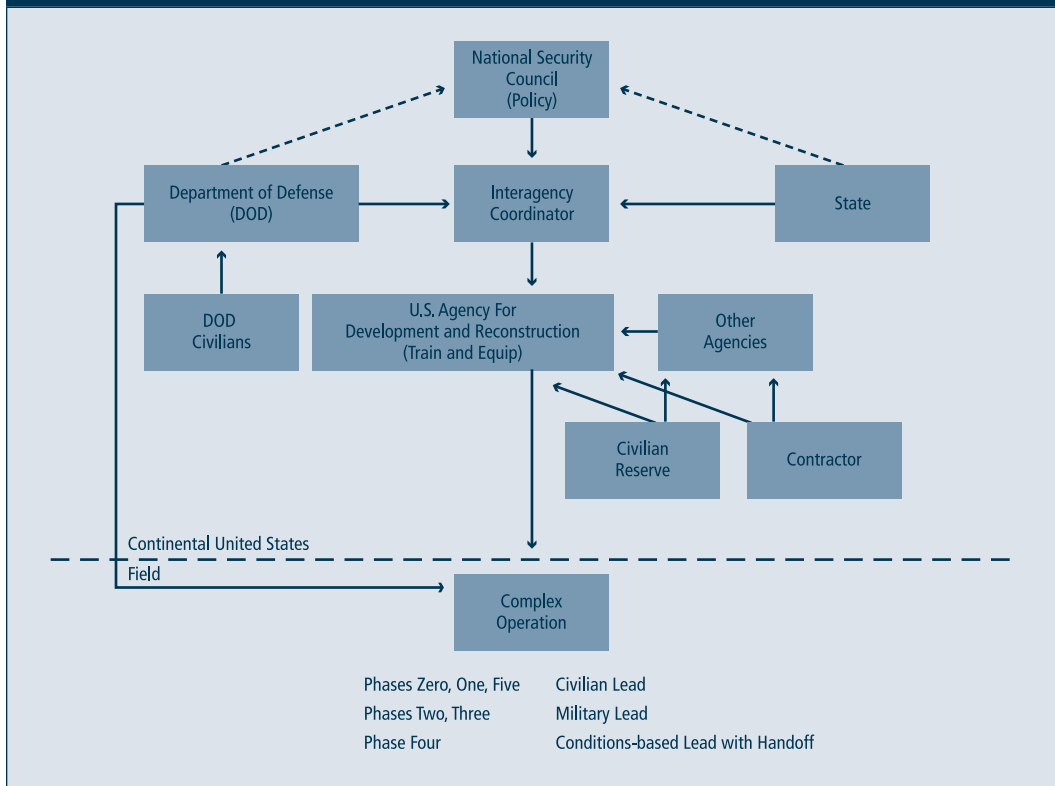 National Security
Council
(Policy)
Department of Defense
(DOD)
Interagency
Coordinator
State
DOD
Civilians
U.S. Agency For
Development and Reconstruction
(Train and Equip)
Other
Agencies
Civilian
Reserve
Contractor
Continental United States
Field
Complex
Operation
Phases Zero, One, Five Civilian Lead
Phases Two, Three Military Lead
Phase Four Conditions-based Lead with Handoff